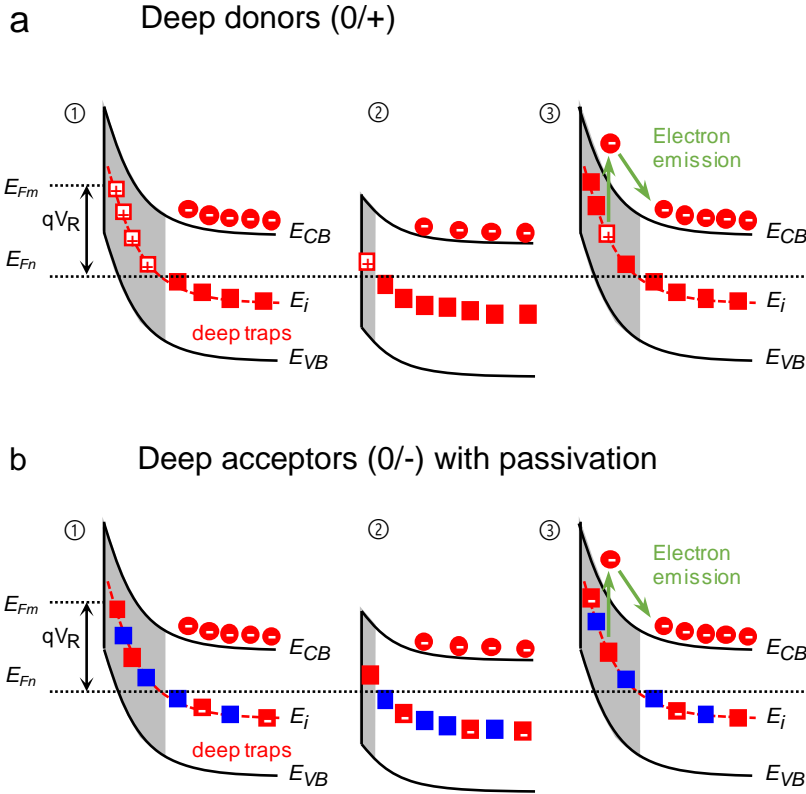 a
Deep donors (0/+)
①
②
③
Electron
emission
E_Fm
qV_R
E_Fn
E_CB
E_CB
E_CB
E_i
E_i
deep traps
E_VB
b
Deep acceptors (0/-) with passivation
①
②
③
Electron
emission
E_Fm
qV_R
E_Fn
E_CB
E_CB
E_i
E_i
deep traps
E_VB
E_VB